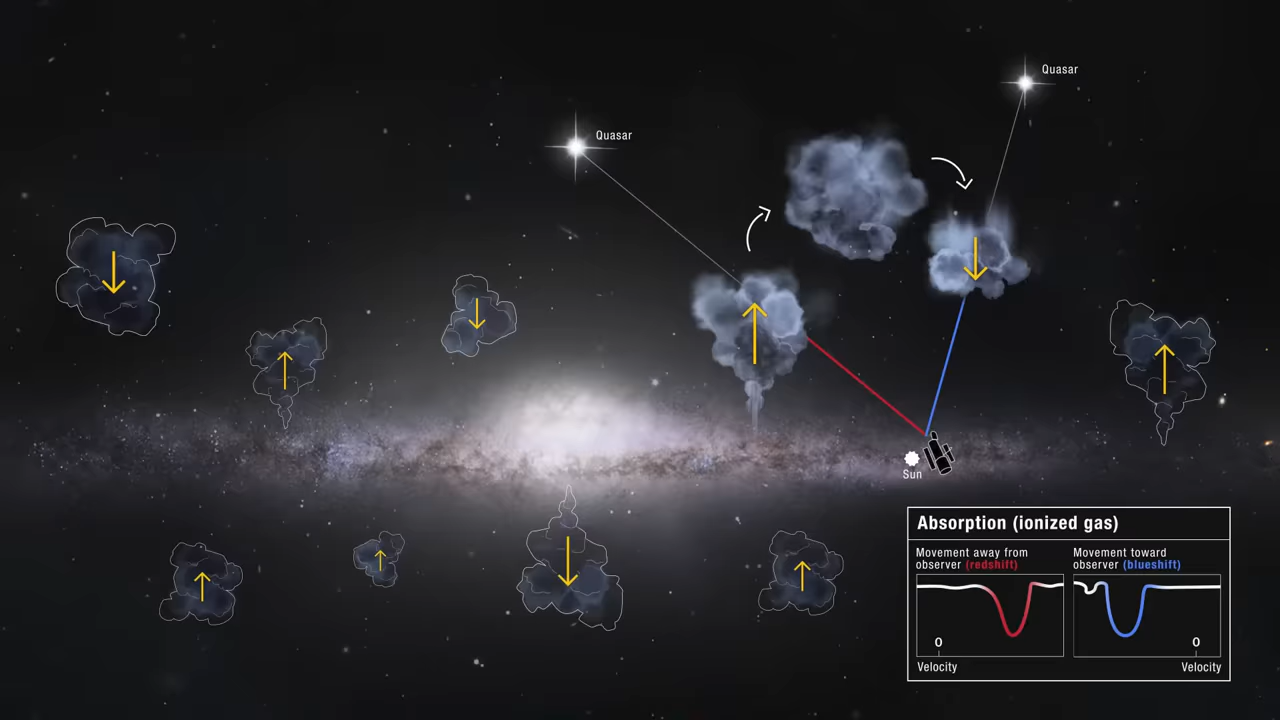 Quasar
Quasar
Sun
Absorption (ionized gas)
Movement away from
observer (redshift)
0
Velocity
Movement toward
observer (blueshift)
0
Velocity